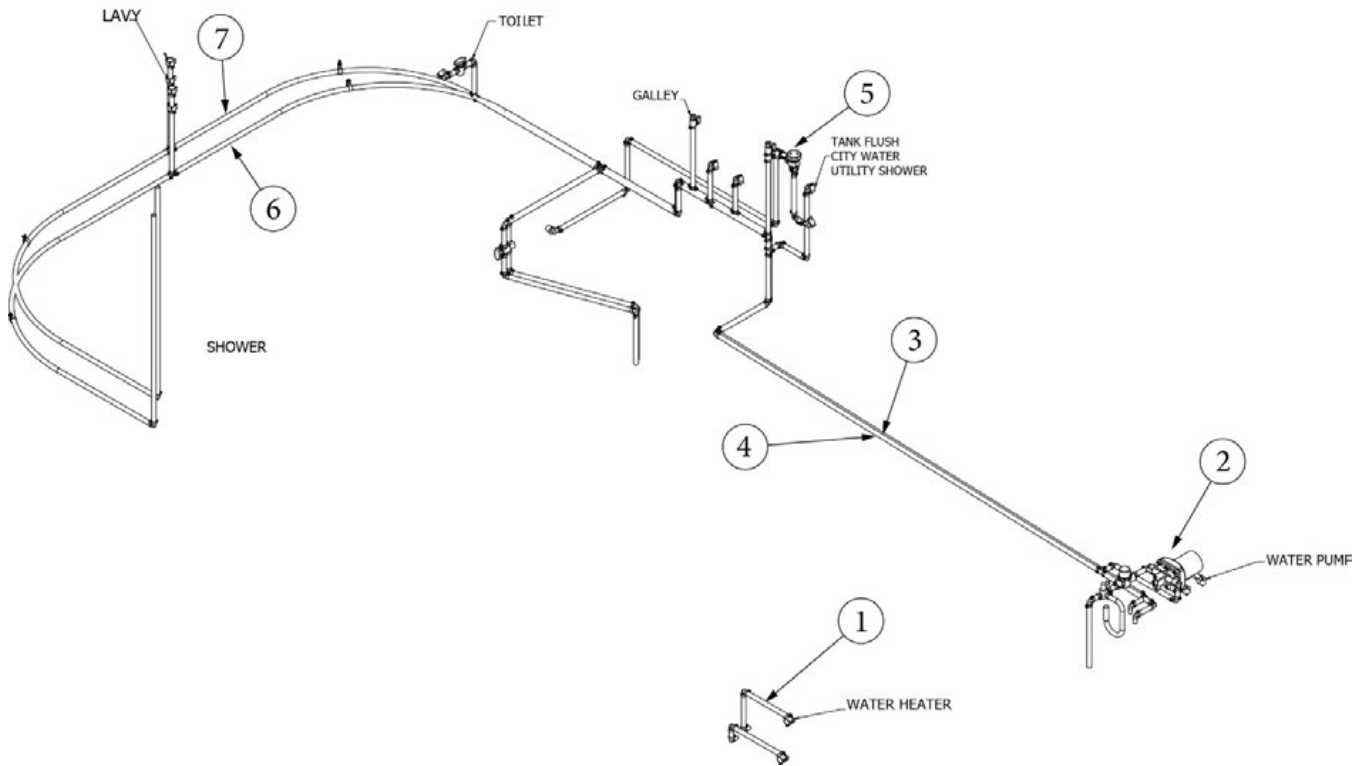 LAVY
7
TOILET
GALLEY
5
TANK FLUSH
CITY WATER
UTILITY SHOWER
6
SHOWER
3
4
2
WATER PUMP
1
WATER HEATER